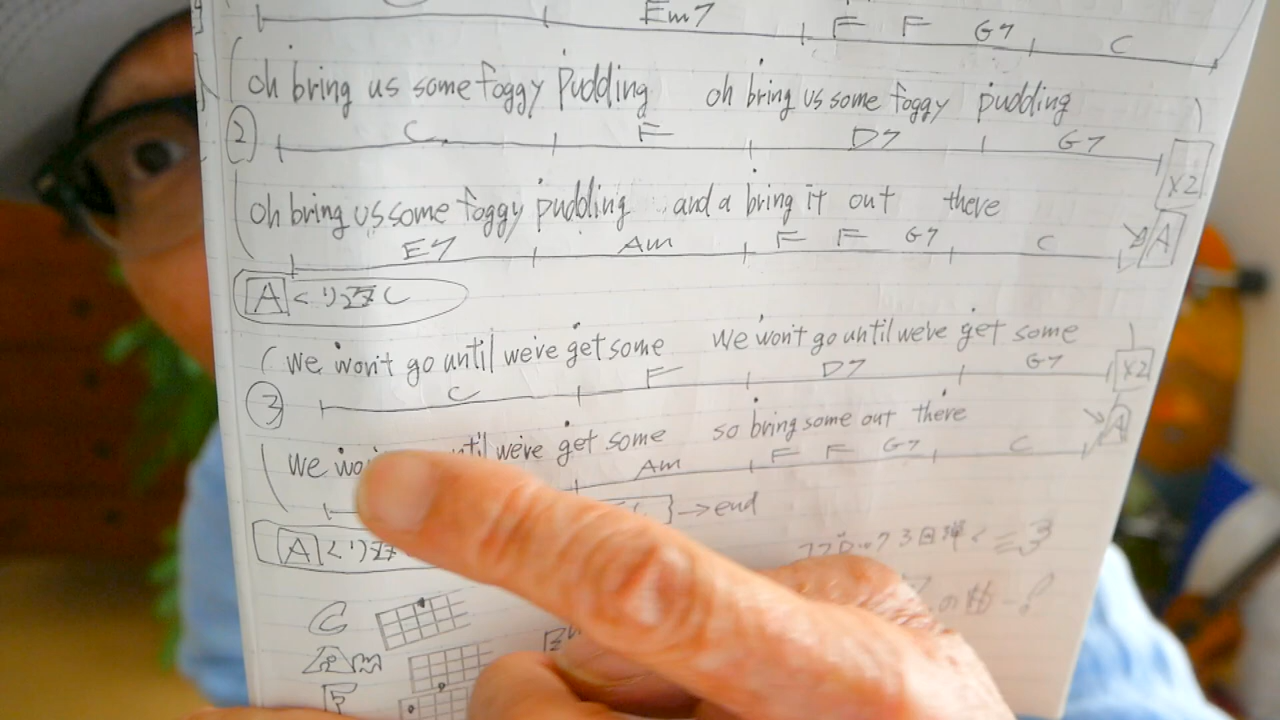 Em7 F F G7 C
oh bring us some foggy pudding oh bring us some foggy pudding
② C F D7 G7 x2
oh bring us some foggy pudding and a bring it out there
E7 Am F F G7 C A
A くり返し
we won't go until we've get some we won't go until we've get some
③ C F D7 G7 x2
we until we've get some so bring some out there
Am F F G7 C A
→end
A くり返
C
Am
F